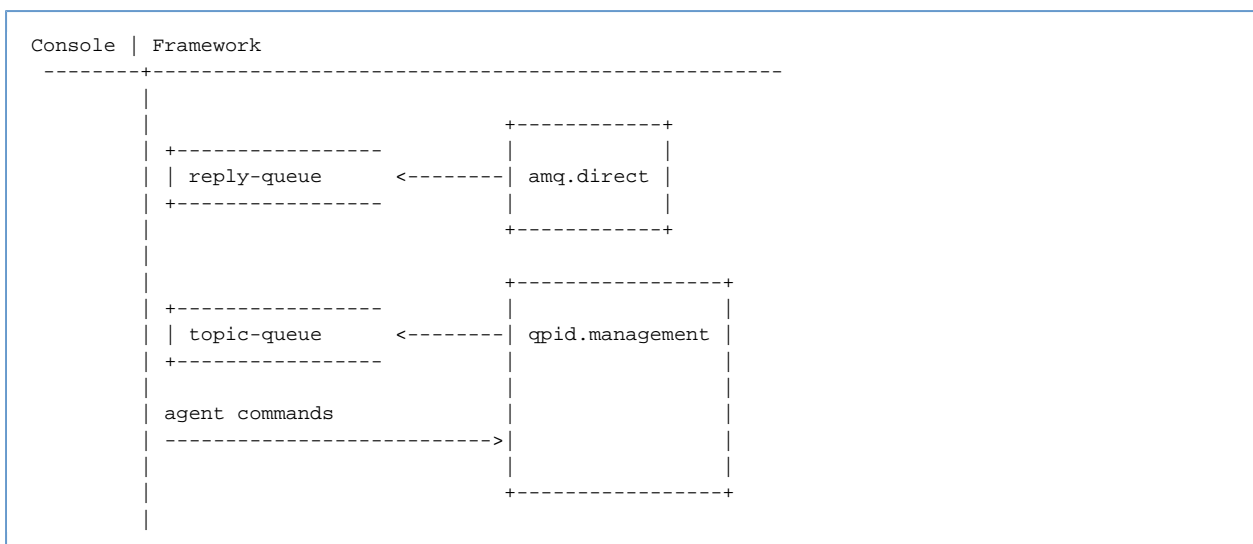 Console | Framework
reply-queue <--------| amq.direct
topic-queue <--------| qpid.management
agent commands